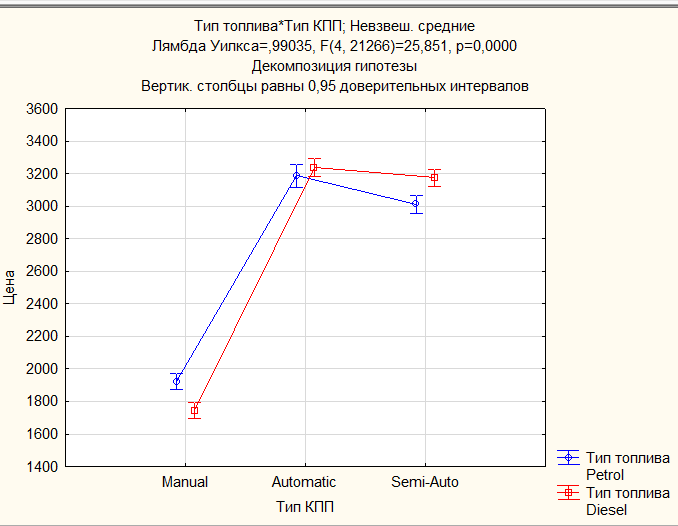 Тип топлива*Тип КПП; Невзвеш. средние
Лямбда Уилкса=,99035, F(4, 21266)=25,851, p=0,0000
Декомпозиция гипотезы
Вертик. столбцы равны 0,95 доверительных интервалов
3600
3400
3200
3000
2800
2600
2400
2200
2000
1800
1600
1400
Цена
Manual Automatic Semi-Auto
Тип КПП
Тип топлива
Petrol
Тип топлива
Diesel